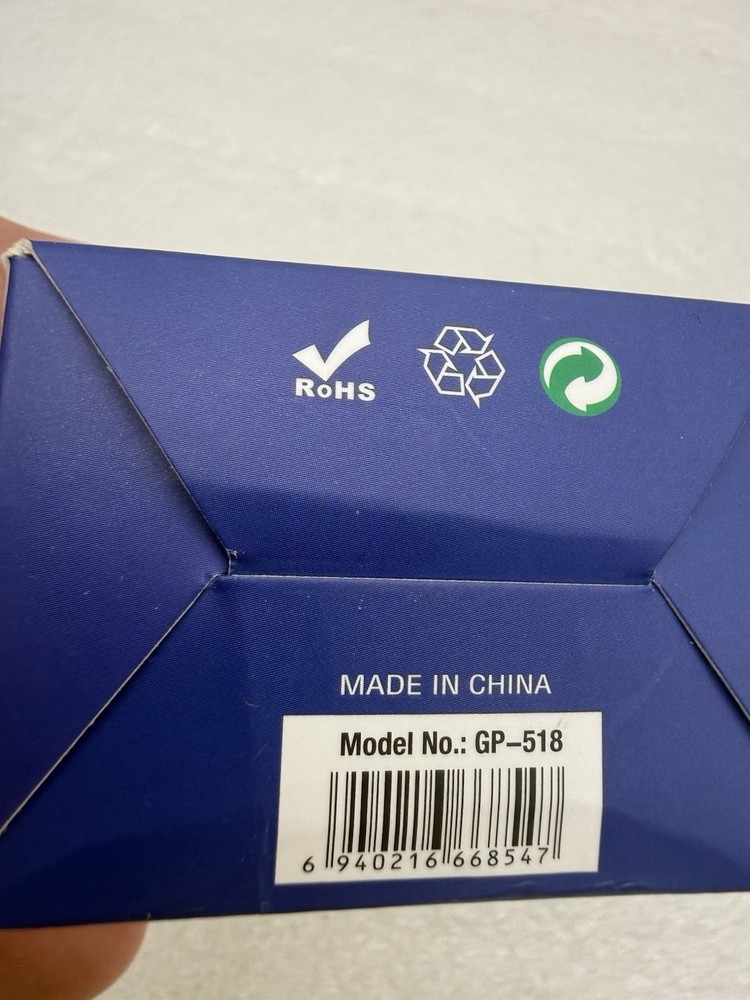 RoHS
MADE IN CHINA
Model No.: GP–518
6 940216 668547